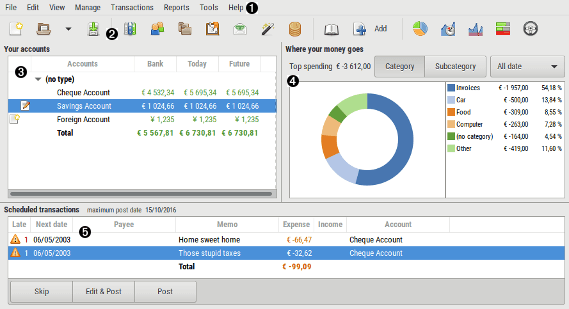 File Edit View Manage Transactions Reports Tools Help 1
2 Add
Your accounts
3 Accounts Bank Today Future
(no type)
Cheque Account € 4 532,34 € 5 695,34 € 5 695,34
Savings Account € 1 024,66 € 1 024,66 € 1 024,66
Foreign Account ¥ 1,235 ¥ 1,235 ¥ 1,235
Total € 5 567,81 € 6 730,81 € 6 730,81
Where your money goes
Top spending € -3 612,00 Category Subcategory All date
4
Invoices € -1 957,00 54,18 %
Car € -500,00 13,84 %
Food € -309,00 8,55 %
Computer € -263,00 7,28 %
(no category) € -164,00 4,54 %
Other € -419,00 11,60 %
Scheduled transactions maximum post date 15/10/2016
Late Next date Payee Memo Expense Income Account
5
1 06/05/2003 Home sweet home € -66,47 Cheque Account
1 06/05/2003 Those stupid taxes € -32,62 Cheque Account
Total € -99,09
Skip Edit & Post Post